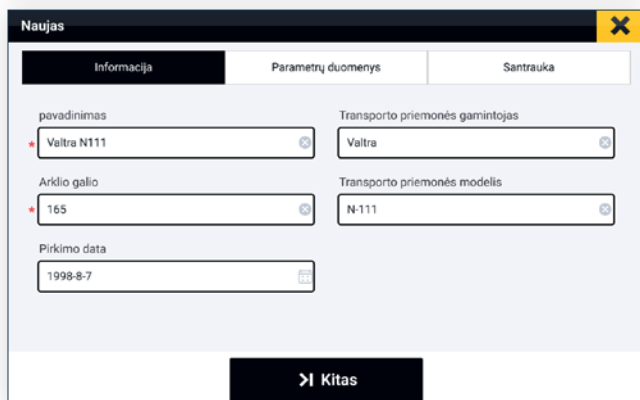 Naujas
Informacija Parametrų duomenys Santrauka
pavadinimas Transporto priemonės gamintojas
* Valtra N111 Valtra
Arklio galio Transporto priemonės modelis
* 165 N-111
Pirkimo data
1998-8-7
Kitas